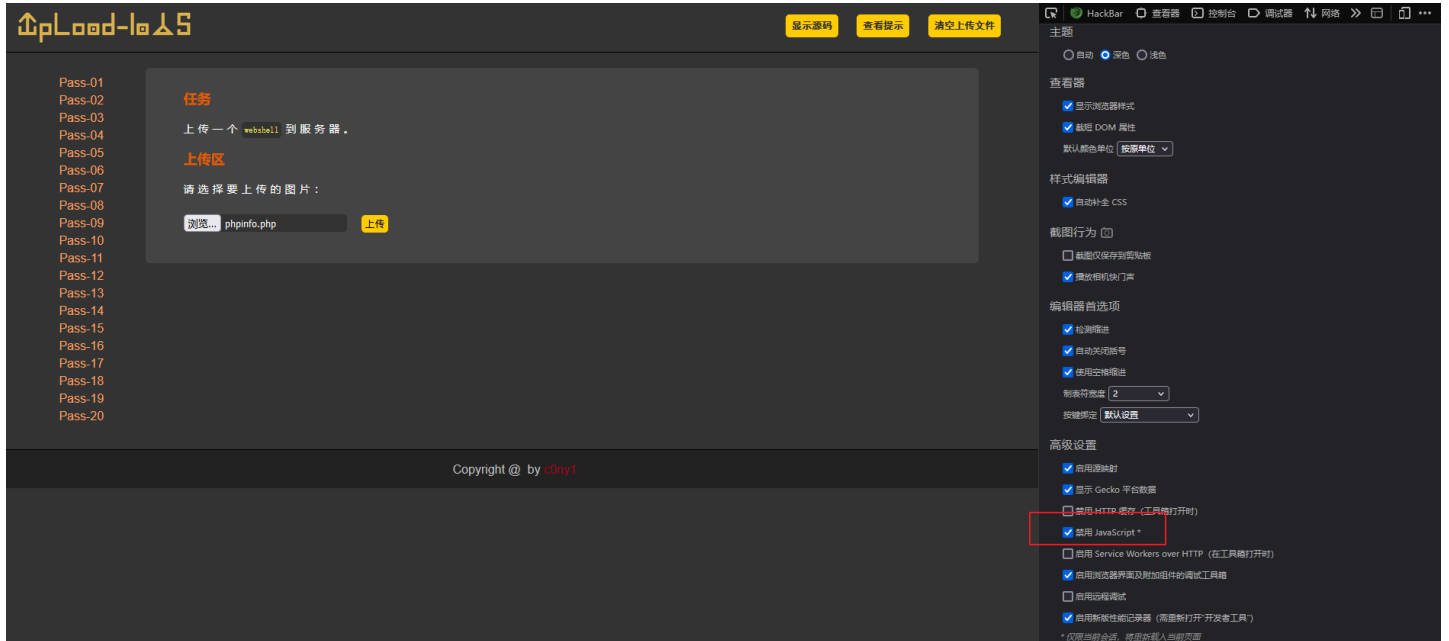 UpLoad-labs
显示源码 查看提示 清空上传文件
Pass-01
Pass-02
Pass-03
Pass-04
Pass-05
Pass-06
Pass-07
Pass-08
Pass-09
Pass-10
Pass-11
Pass-12
Pass-13
Pass-14
Pass-15
Pass-16
Pass-17
Pass-18
Pass-19
Pass-20
任务
上传一个 webshell 到服务器。
上传区
请选择要上传的图片：
浏览... phpinfo.php 上传
Copyright @ by c0ny1
HackBar 查看器 控制台 调试器 网络
主题
自动 深色 浅色
查看器
显示浏览器样式
截短 DOM 属性
默认颜色单位 按原单位
样式编辑器
自动补全 CSS
截图行为
截图仅保存到剪贴板
播放相机快门声
编辑器首选项
检测缩进
自动关闭括号
使用空格缩进
制表符宽度 2
按键绑定 默认设置
高级设置
启用源映射
显示 Gecko 平台数据
禁用 HTTP 缓存（工具箱打开时）
禁用 JavaScript *
启用 Service Workers over HTTP（在工具箱打开时）
启用浏览器界面及附加组件的调试工具箱
启用远程调试
启用新版性能记录器（需重新打开“开发者工具”）
* 仅限当前会话，将重新载入当前页面